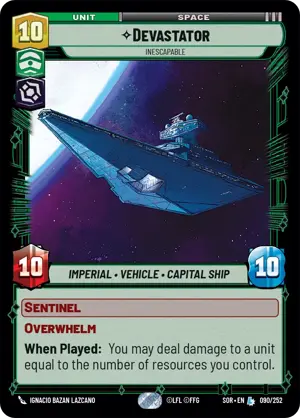 UNIT SPACE
10
✧DEVASTATOR
INESCAPABLE
10
IMPERIAL • VEHICLE • CAPITAL SHIP
10
SENTINEL
OVERWHELM
When Played: You may deal damage to a unit
equal to the number of resources you control.
IGNACIO BAZAN LAZCANO ©LFL ©FFG SOR • EN L 090/252